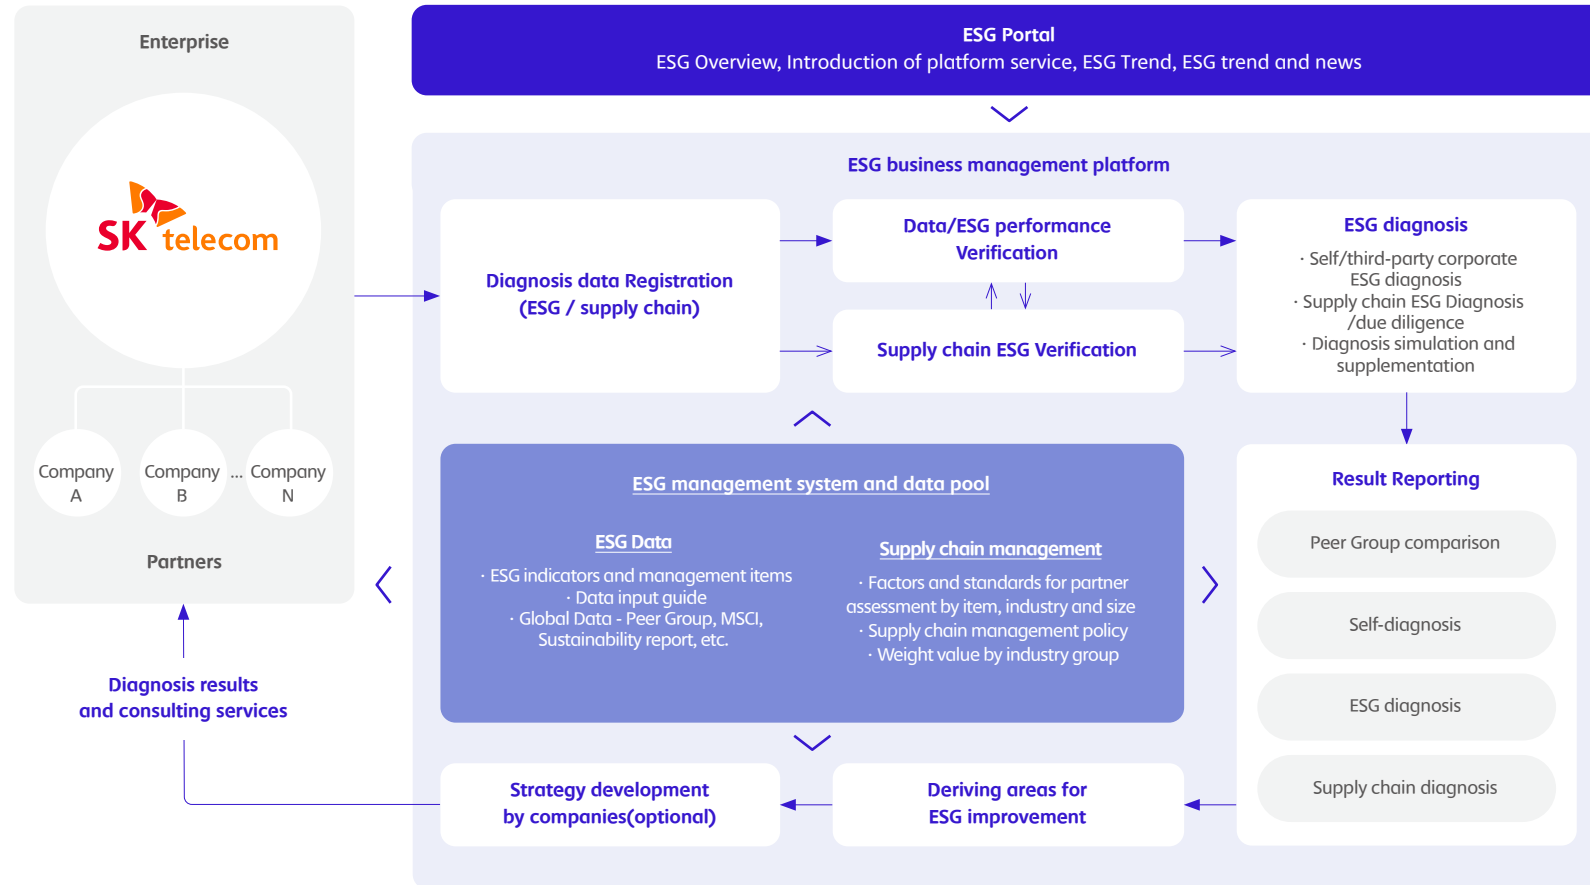 Enterprise
SK telecom
Company
A
Company
B
...
Company
N
Partners
Diagnosis results
and consulting services
ESG Portal
ESG Overview, Introduction of platform service, ESG Trend, ESG trend and news
ESG business management platform
Diagnosis data Registration
(ESG / supply chain)
Data/ESG performance
Verification
Supply chain ESG Verification
ESG diagnosis
· Self/third-party corporate
ESG diagnosis
· Supply chain ESG Diagnosis
/due diligence
· Diagnosis simulation and
supplementation
ESG management system and data pool
ESG Data
· ESG indicators and management items
· Data input guide
· Global Data - Peer Group, MSCI,
Sustainability report, etc.
Supply chain management
· Factors and standards for partner
assessment by item, industry and size
· Supply chain management policy
· Weight value by industry group
Result Reporting
Peer Group comparison
Self-diagnosis
ESG diagnosis
Supply chain diagnosis
Deriving areas for
ESG improvement
Strategy development
by companies(optional)